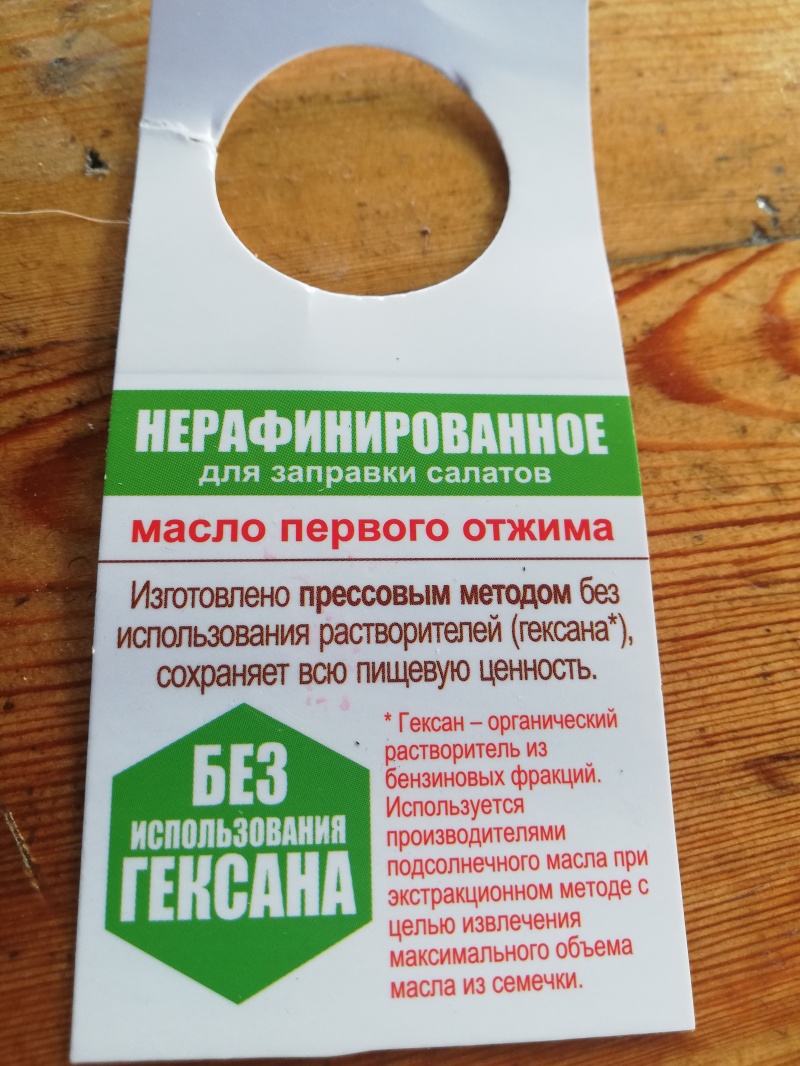 НЕРАФИНИРОВАННОЕ
для заправки салатов
масло первого отжима
Изготовлено прессовым методом без
использования растворителей (гексана*),
сохраняет всю пищевую ценность.
БЕЗ
ИСПОЛЬЗОВАНИЯ
ГЕКСАНА
* Гексан – органический
растворитель из
бензиновых фракций.
Используется
производителями
подсолнечного масла при
экстракционном методе с
целью извлечения
максимального объема
масла из семечки.